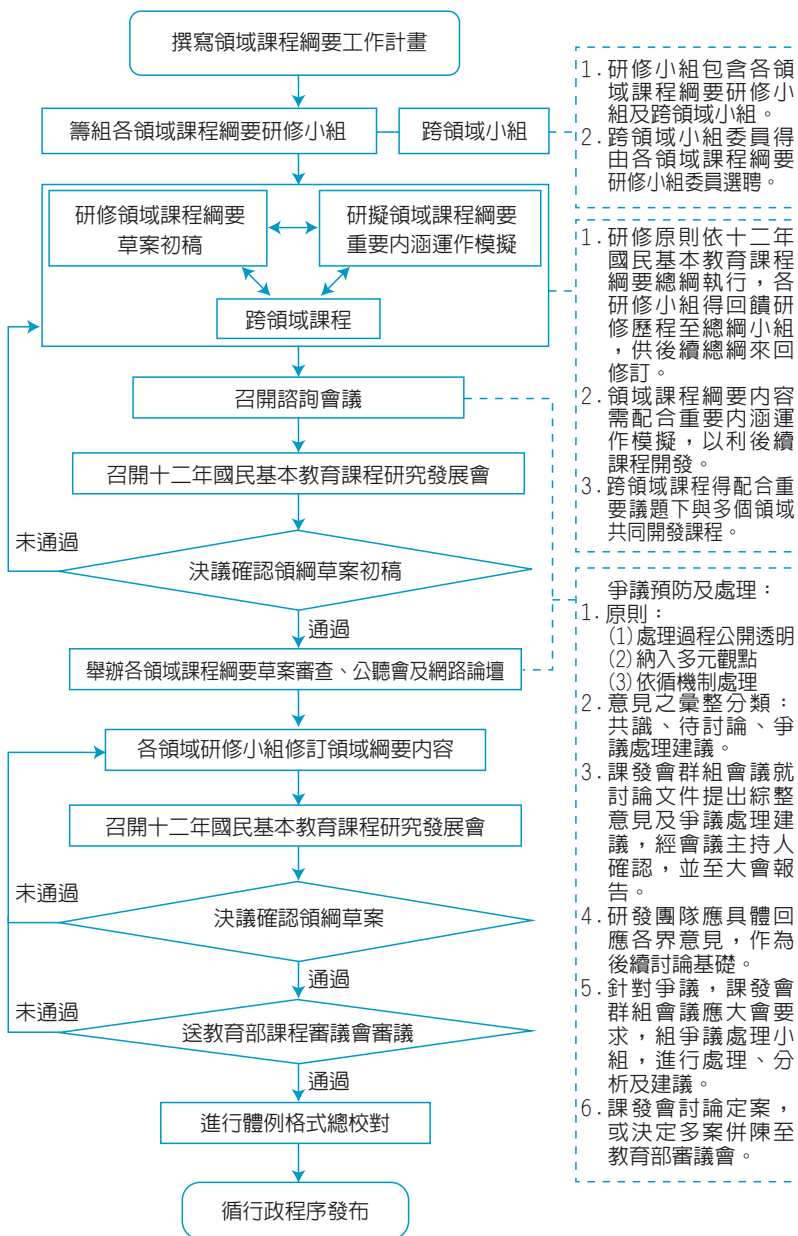 撰寫領域課程綱要工作計畫
籌組各領域課程綱要研修小組
跨領域小組
研修領域課程綱要
草案初稿
研擬領域課程綱要
重要內涵運作模擬
跨領域課程
召開諮詢會議
召開十二年國民基本教育課程研究發展會
未通過
決議確認領綱草案初稿
通過
舉辦各領域課程綱要草案審查、公聽會及網路論壇
各領域研修小組修訂領域綱要內容
召開十二年國民基本教育課程研究發展會
未通過
決議確認領綱草案
通過
未通過
送教育部課程審議會審議
通過
進行體例格式總校對
循行政程序發布
1.研修小組包含各領
域課程綱要研修小
組及跨領域小組。
2.跨領域小組委員得
由各領域課程綱要
研修小組委員選聘。
1.研修原則依十二年
國民基本教育課程
綱要總綱執行，各
研修小組得回饋研
修歷程至總綱小組
，供後續總綱來回
修訂。
2.領域課程綱要內容
需配合重要內涵運
作模擬，以利後續
課程開發。
3.跨領域課程得配合重
要議題下與多個領域
共同開發課程。
爭議預防及處理：
1.原則：
(1)處理過程公開透明
(2)納入多元觀點
(3)依循機制處理
2.意見之彙整分類：
共識、待討論、爭
議處理建議。
3.課發會群組會議就
討論文件提出綜整
意見及爭議處理建
議，經會議主持人
確認，並至大會報
告。
4.研發團隊應具體回
應各界意見，作為
後續討論基礎。
5.針對爭議，課發會
群組會議應大會要
求，組爭議處理小
組，進行處理、分
析及建議。
6.課發會討論定案，
或決定多案併陳至
教育部審議會。